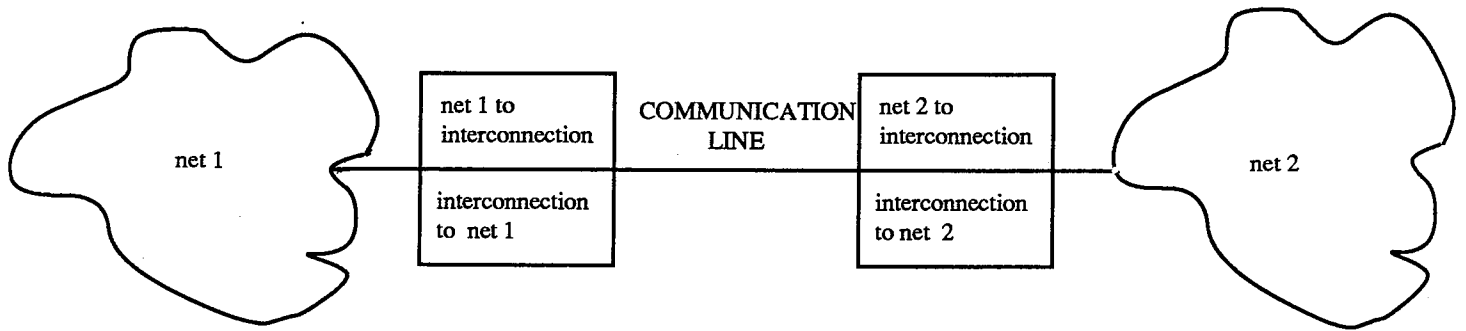 net 1
net 1 to
interconnection
interconnection
to net 1
COMMUNICATION
LINE
net 2 to
interconnection
interconnection
to net 2
net 2